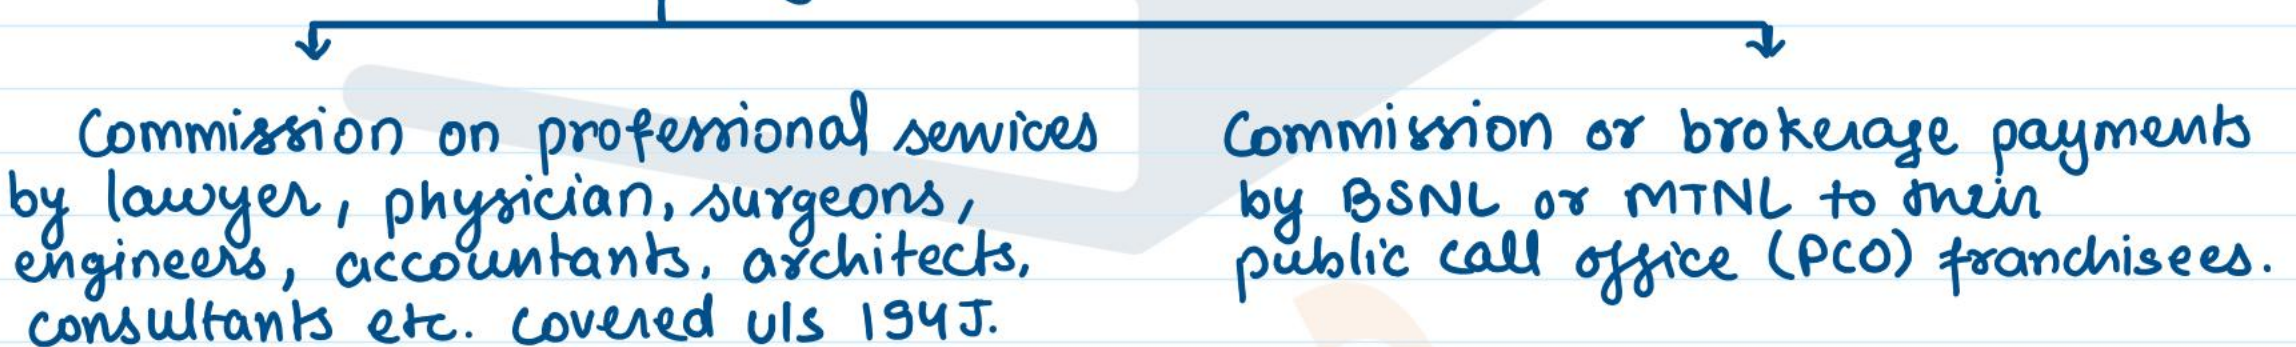 Commission on professional services
by lawyer, physician, surgeons,
engineers, accountants, architects,
consultants etc. covered u/s 194J.
Commission or brokerage payments
by BSNL or MTNL to their
public call office (PCO) franchisees.